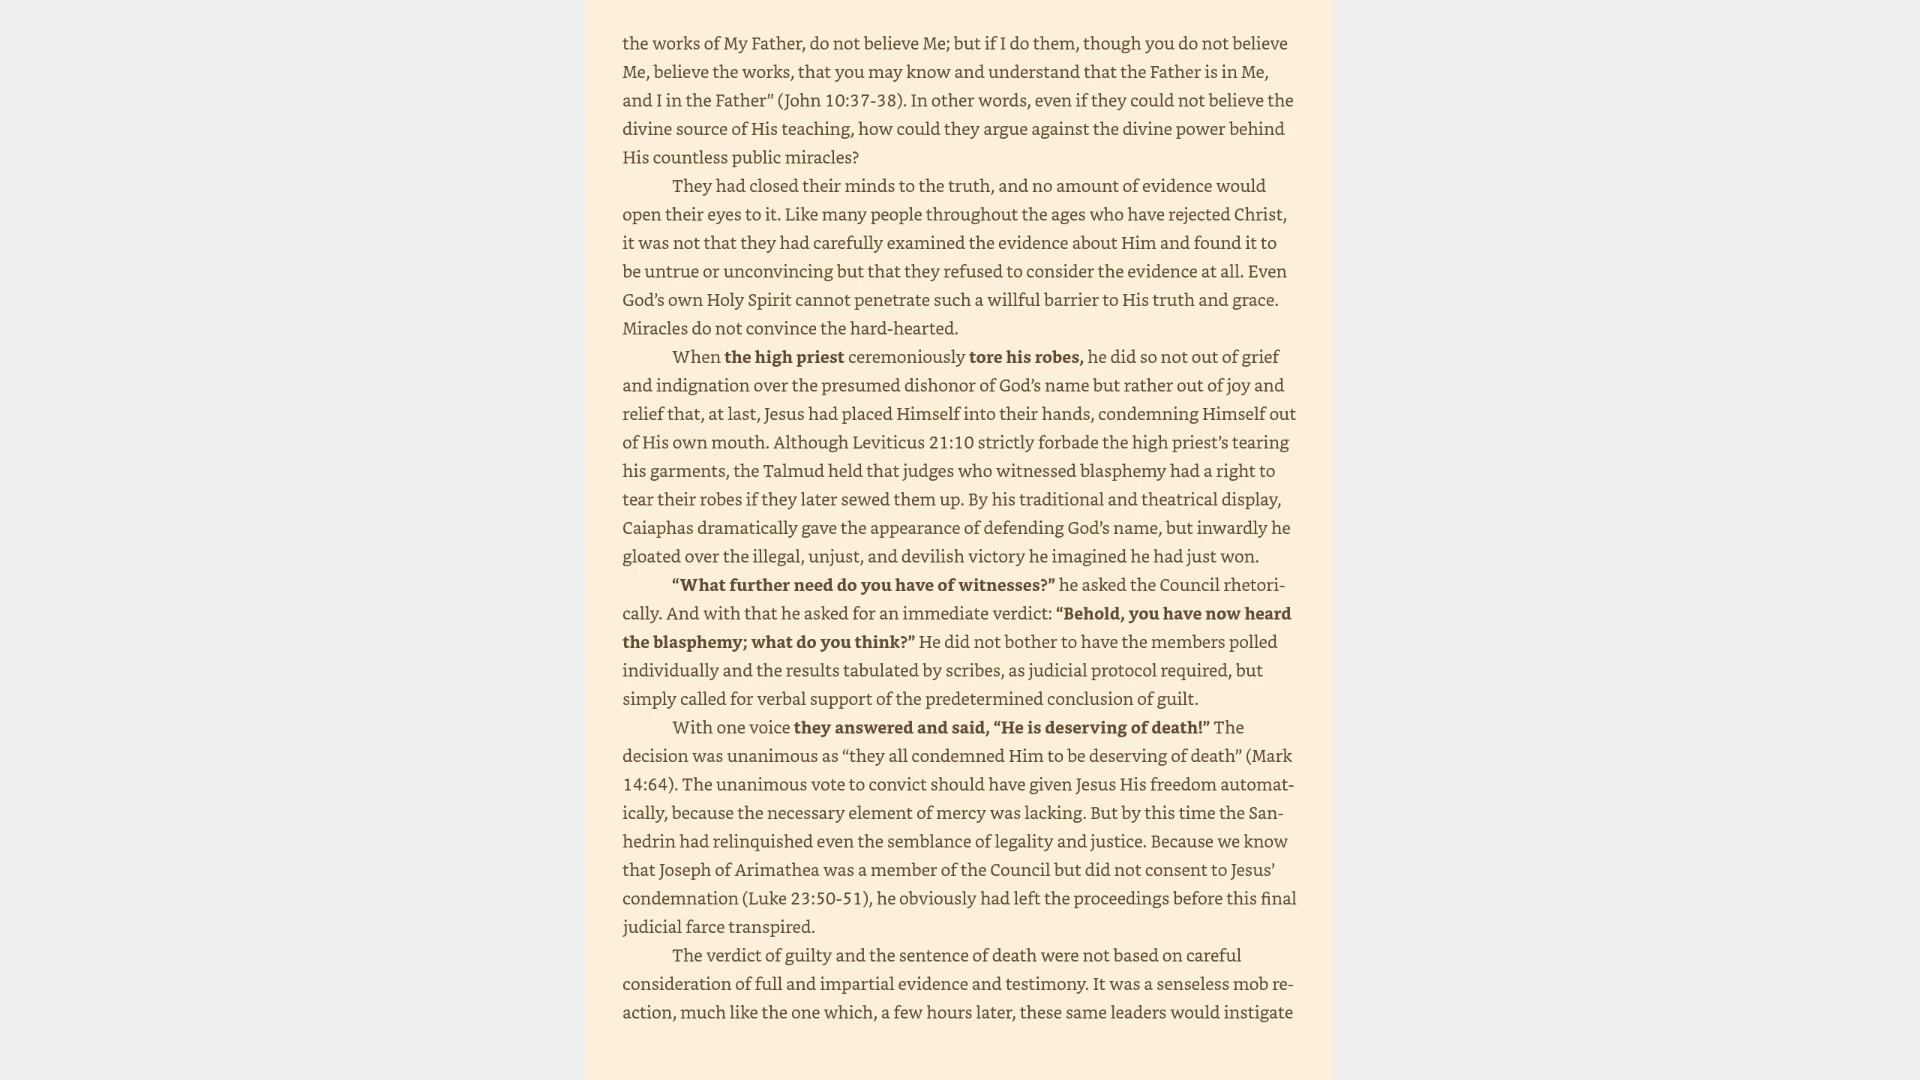 the works of My Father, do not believe Me; but if I do them, though you do not believe
Me, believe the works, that you may know and understand that the Father is in Me,
and I in the Father” (John 10:37-38). In other words, even if they could not believe the
divine source of His teaching, how could they argue against the divine power behind
His countless public miracles?
They had closed their minds to the truth, and no amount of evidence would
open their eyes to it. Like many people throughout the ages who have rejected Christ,
it was not that they had carefully examined the evidence about Him and found it to
be untrue or unconvincing but that they refused to consider the evidence at all. Even
God’s own Holy Spirit cannot penetrate such a willful barrier to His truth and grace.
Miracles do not convince the hard-hearted.
When the high priest ceremoniously tore his robes, he did so not out of grief
and indignation over the presumed dishonor of God’s name but rather out of joy and
relief that, at last, Jesus had placed Himself into their hands, condemning Himself out
of His own mouth. Although Leviticus 21:10 strictly forbade the high priest’s tearing
his garments, the Talmud held that judges who witnessed blasphemy had a right to
tear their robes if they later sewed them up. By his traditional and theatrical display,
Caiaphas dramatically gave the appearance of defending God’s name, but inwardly he
gloated over the illegal, unjust, and devilish victory he imagined he had just won.
“What further need do you have of witnesses?” he asked the Council rhetori-
cally. And with that he asked for an immediate verdict: “Behold, you have now heard
the blasphemy; what do you think?” He did not bother to have the members polled
individually and the results tabulated by scribes, as judicial protocol required, but
simply called for verbal support of the predetermined conclusion of guilt.
With one voice they answered and said, “He is deserving of death!” The
decision was unanimous as “they all condemned Him to be deserving of death” (Mark
14:64). The unanimous vote to convict should have given Jesus His freedom automat-
ically, because the necessary element of mercy was lacking. But by this time the San-
hedrin had relinquished even the semblance of legality and justice. Because we know
that Joseph of Arimathea was a member of the Council but did not consent to Jesus’
condemnation (Luke 23:50-51), he obviously had left the proceedings before this final
judicial farce transpired.
The verdict of guilty and the sentence of death were not based on careful
consideration of full and impartial evidence and testimony. It was a senseless mob re-
action, much like the one which, a few hours later, these same leaders would instigate